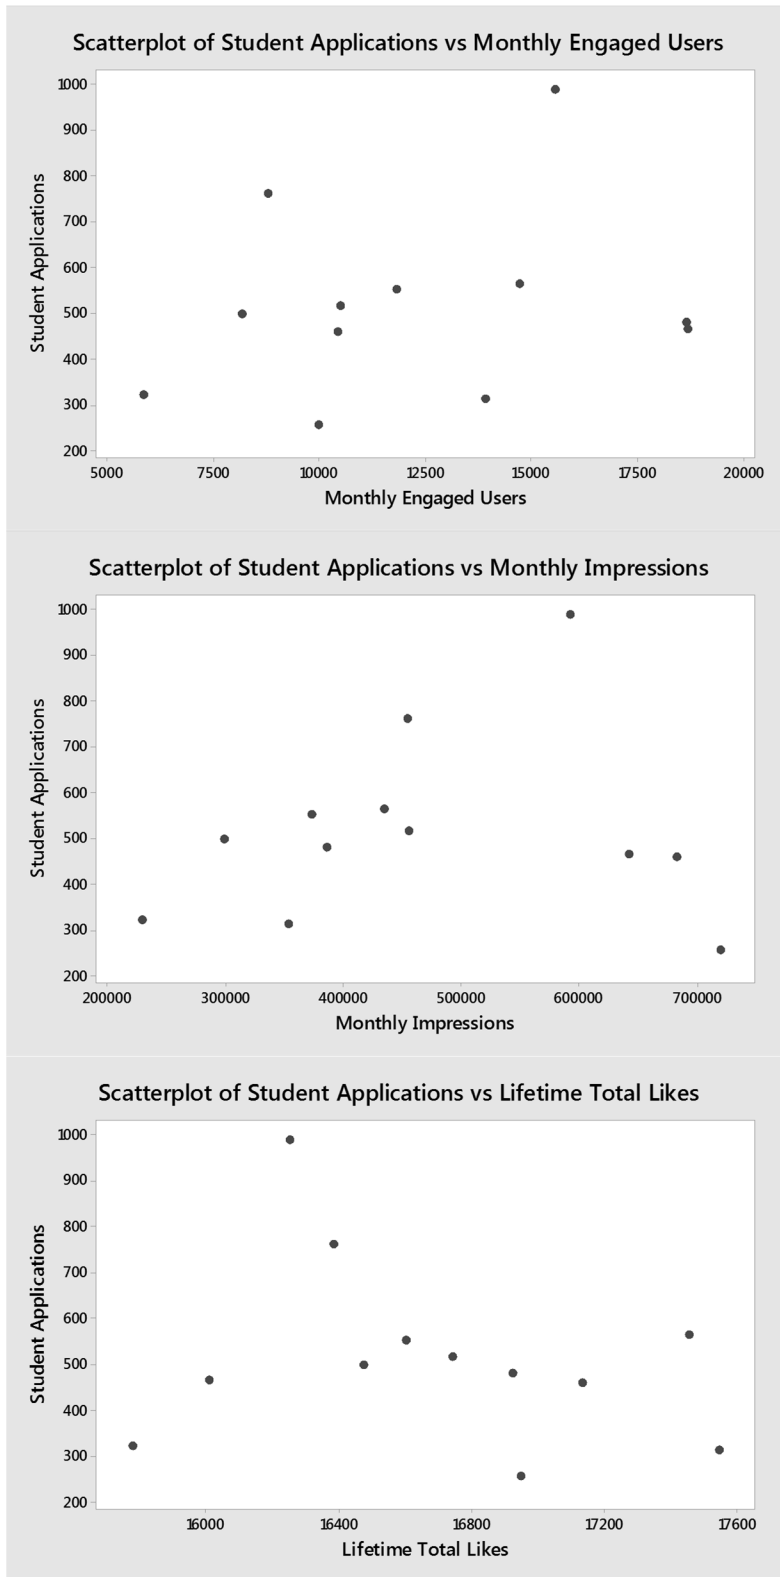 Scatterplot of Student Applications vs Monthly Engaged Users
1000
900
800
700
600
500
400
300
200
Student Applications
5000 7500 10000 12500 15000 17500 20000
Monthly Engaged Users
Scatterplot of Student Applications vs Monthly Impressions
1000
900
800
700
600
500
400
300
200
Student Applications
200000 300000 400000 500000 600000 700000
Monthly Impressions
Scatterplot of Student Applications vs Lifetime Total Likes
1000
900
800
700
600
500
400
300
200
Student Applications
16000 16400 16800 17200 17600
Lifetime Total Likes